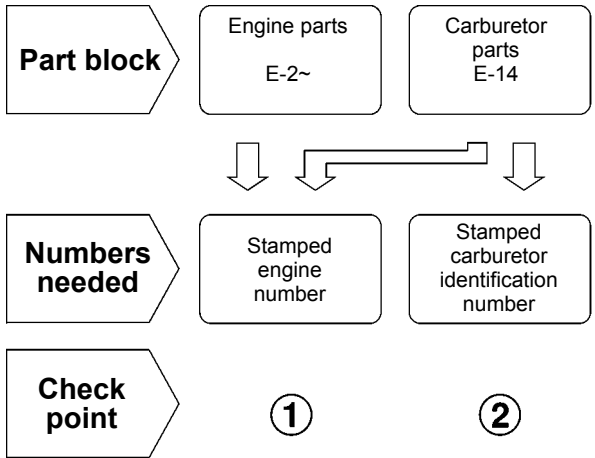 Part block
Engine parts
E-2~
Carburetor
parts
E-14
Numbers
needed
Stamped
engine
number
Stamped
carburetor
identification
number
Check
point
①
②